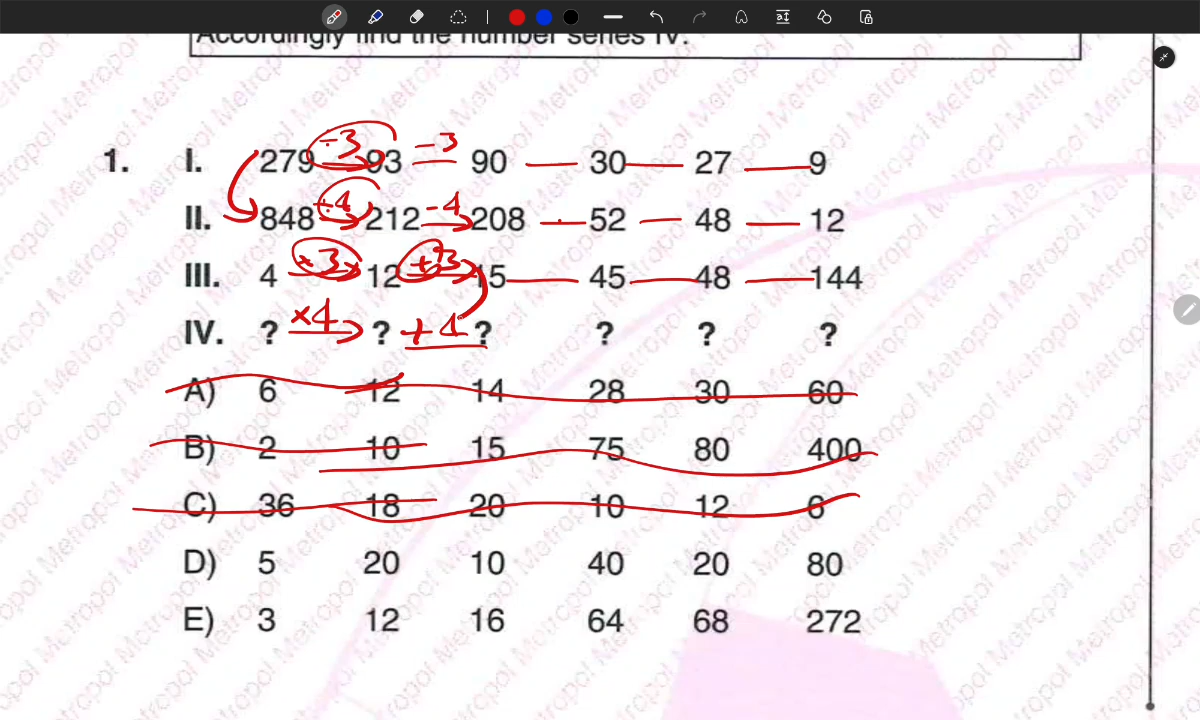 Accordingly find the number series IV.
1. I. 279 ÷3 93 -3 90 30 27 9
II. 848 ÷4 212 -4 208 52 48 12
III. 4 ×3 12 +3 15 45 48 144
IV. ? ×4 ? +4 ? ? ? ?
A) 6 12 14 28 30 60
B) 2 10 15 75 80 400
C) 36 18 20 10 12 6
D) 5 20 10 40 20 80
E) 3 12 16 64 68 272